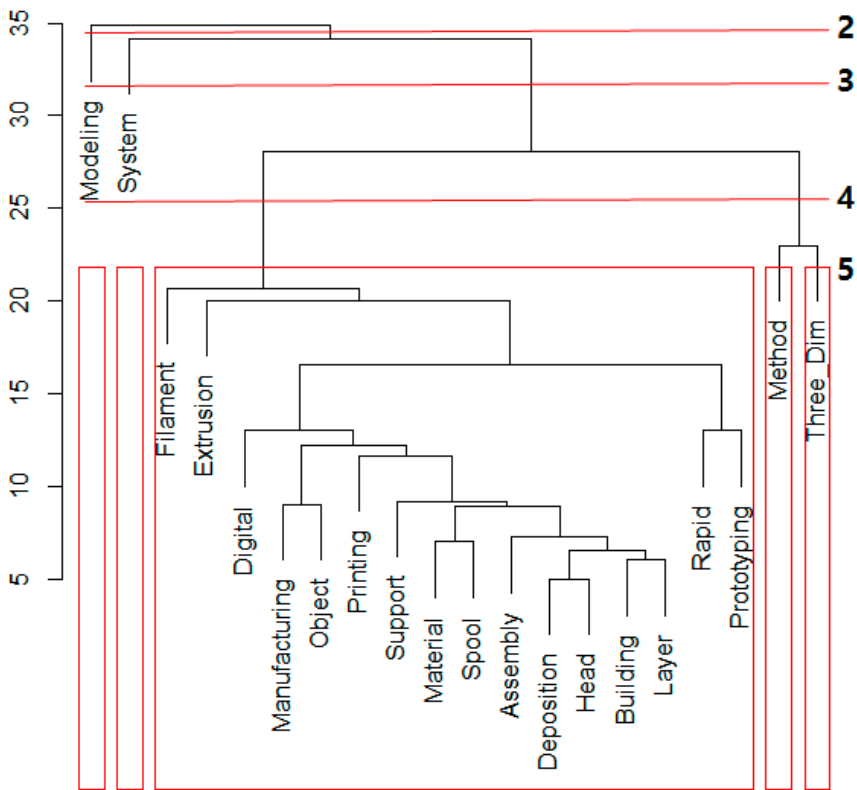 35
30
25
20
15
10
5
2
3
4
5
Modeling
System
Filament
Extrusion
Digital
Manufacturing
Object
Printing
Support
Material
Spool
Assembly
Deposition
Head
Building
Layer
Rapid
Prototyping
Method
Three_Dim